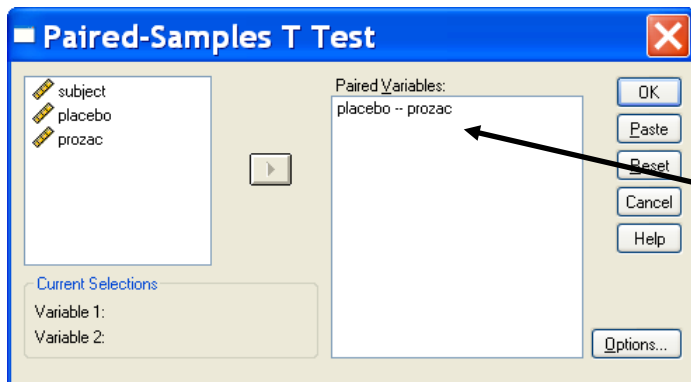 Paired-Samples T Test
subject
placebo
prozac
Paired Variables:
placebo -- prozac
OK
Paste
Reset
Cancel
Help
Current Selections
Variable 1:
Variable 2:
Options...